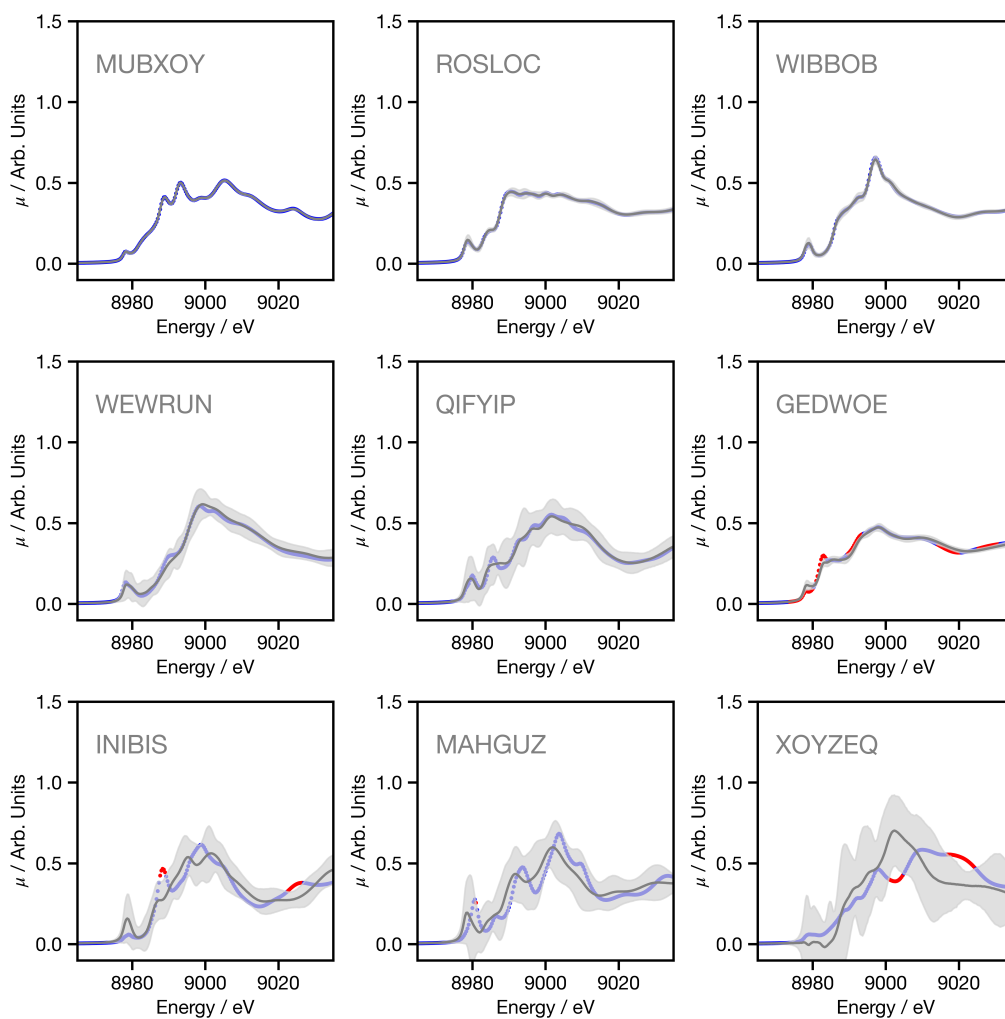 1.5
MUBXOY
1.0
μ / Arb. Units
0.5
0.0
8980 9000 9020
Energy / eV
1.5
ROSLOC
1.0
μ / Arb. Units
0.5
0.0
8980 9000 9020
Energy / eV
1.5
WIBBOB
1.0
μ / Arb. Units
0.5
0.0
8980 9000 9020
Energy / eV
1.5
WEWRUN
1.0
μ / Arb. Units
0.5
0.0
8980 9000 9020
Energy / eV
1.5
QIFYIP
1.0
μ / Arb. Units
0.5
0.0
8980 9000 9020
Energy / eV
1.5
GEDWOE
1.0
μ / Arb. Units
0.5
0.0
8980 9000 9020
Energy / eV
1.5
INIBIS
1.0
μ / Arb. Units
0.5
0.0
8980 9000 9020
Energy / eV
1.5
MAHGUZ
1.0
μ / Arb. Units
0.5
0.0
8980 9000 9020
Energy / eV
1.5
XOYZEQ
1.0
μ / Arb. Units
0.5
0.0
8980 9000 9020
Energy / eV